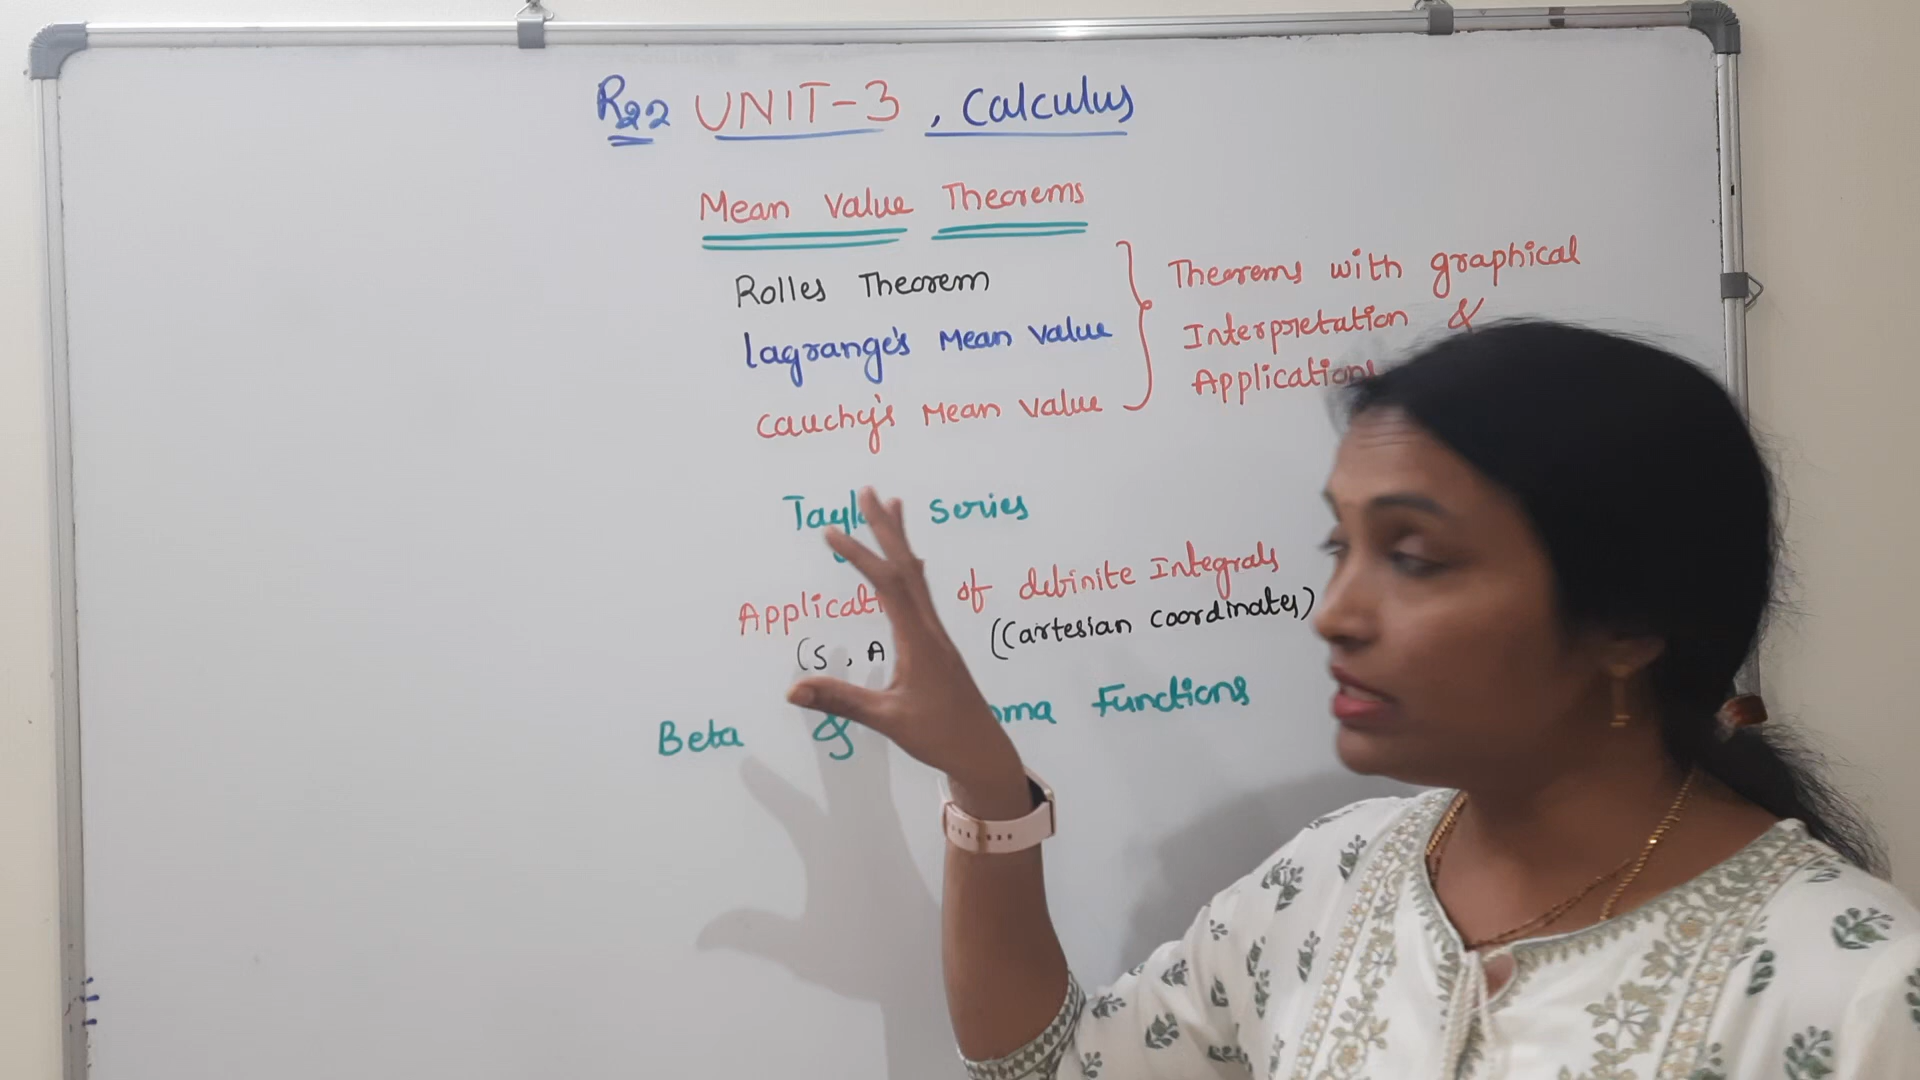 R22 UNIT-3, Calculus
Mean Value Theorems
Rolles Theorem
Lagrange's Mean Value
Cauchy's Mean Value
Theorems with graphical
Interpretation &
Applications
series
of definite Integrals
(S, A
(Cartesian coordinates)
Beta & Functions